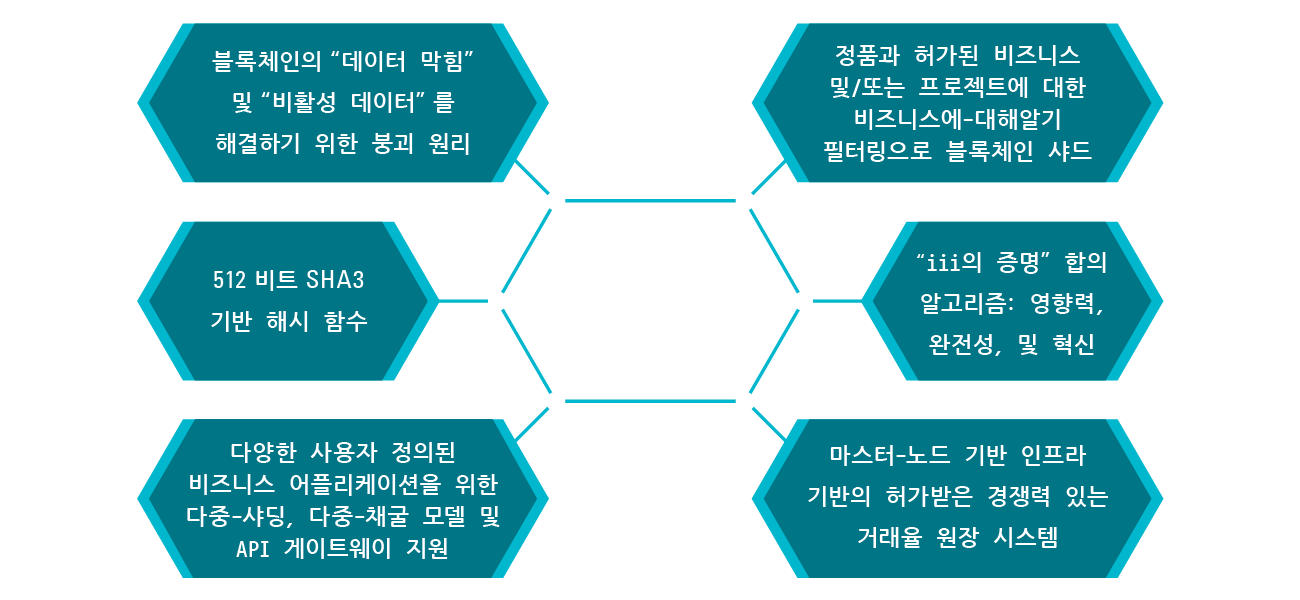 블록체인의 “데이터 막힘”
및 “비활성 데이터” 를
해결하기 위한 붕괴 원리
정품과 허가된 비즈니스
및/또는 프로젝트에 대한
비즈니스에-대해알기
필터링으로 블록체인 샤드
512 비트 SHA3
기반 해시 함수
“iii의 증명” 합의
알고리즘: 영향력,
완전성, 및 혁신
다양한 사용자 정의된
비즈니스 어플리케이션을 위한
다중-샤딩, 다중-채굴 모델 및
API 게이트웨이 지원
마스터-노드 기반 인프라
기반의 허가받은 경쟁력 있는
거래율 원장 시스템